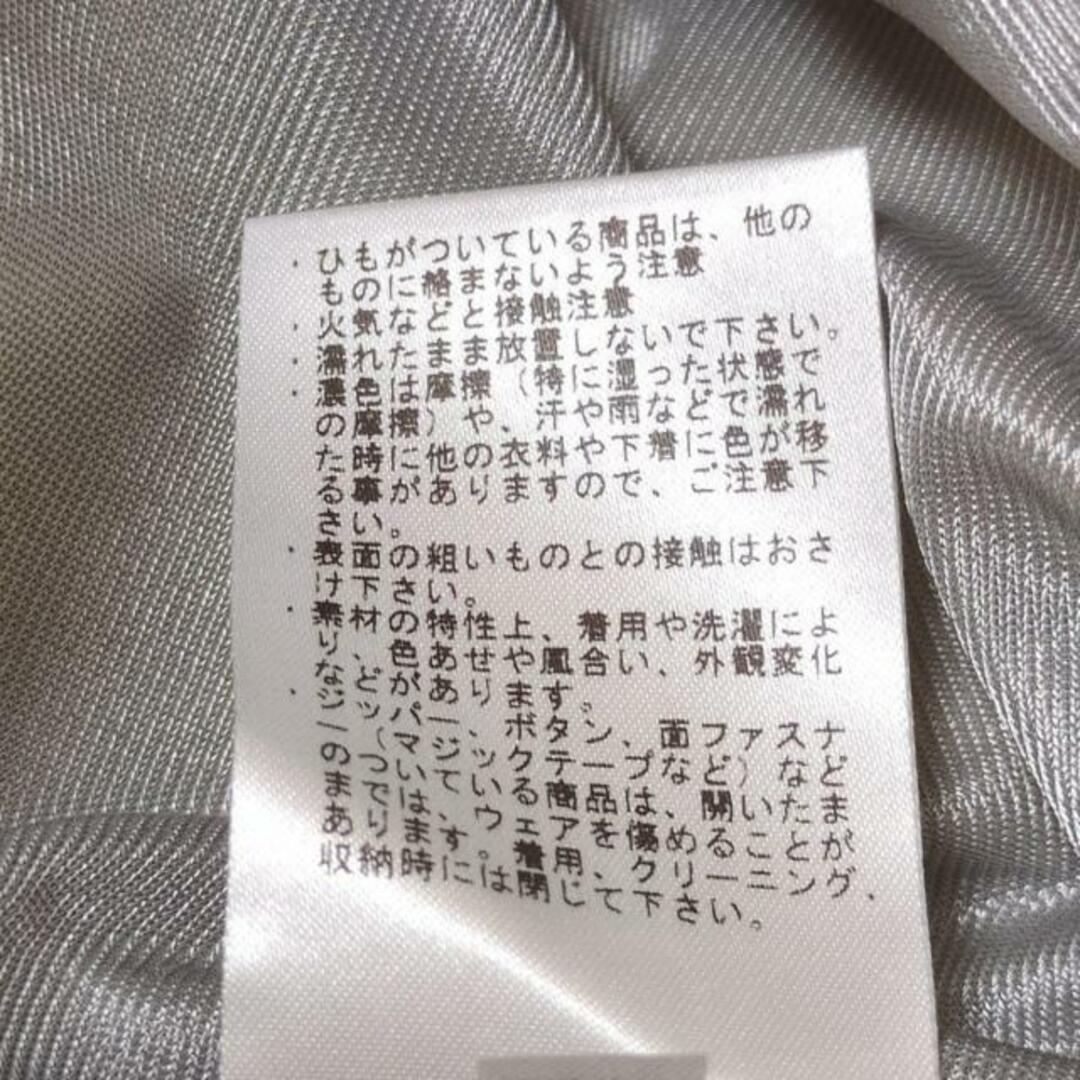 ・ひもがついている商品は、他の
ものに絡まないよう注意
・火気などと接触注意
・濡れたまま放置しないで下さい。
・濃色は摩擦(特に湿った状態で
の摩擦)や、汗や雨などで濡れ
た時に他の衣料や下着に色が移
る事がありますので、ご注意下
さい。
・表面の粗いものとの接触はおさ
け下さい。
・素材の特性上、着用や洗濯によ
り、色あせや風合い、外観変化
などがあります。
・ジッパー、ボタン、面ファスナ
ー(マジックテープなど)など
のついている商品は、開いたま
までは、ウェアを傷めることが
あります。着用、クリーニング、
収納時には閉じて下さい。